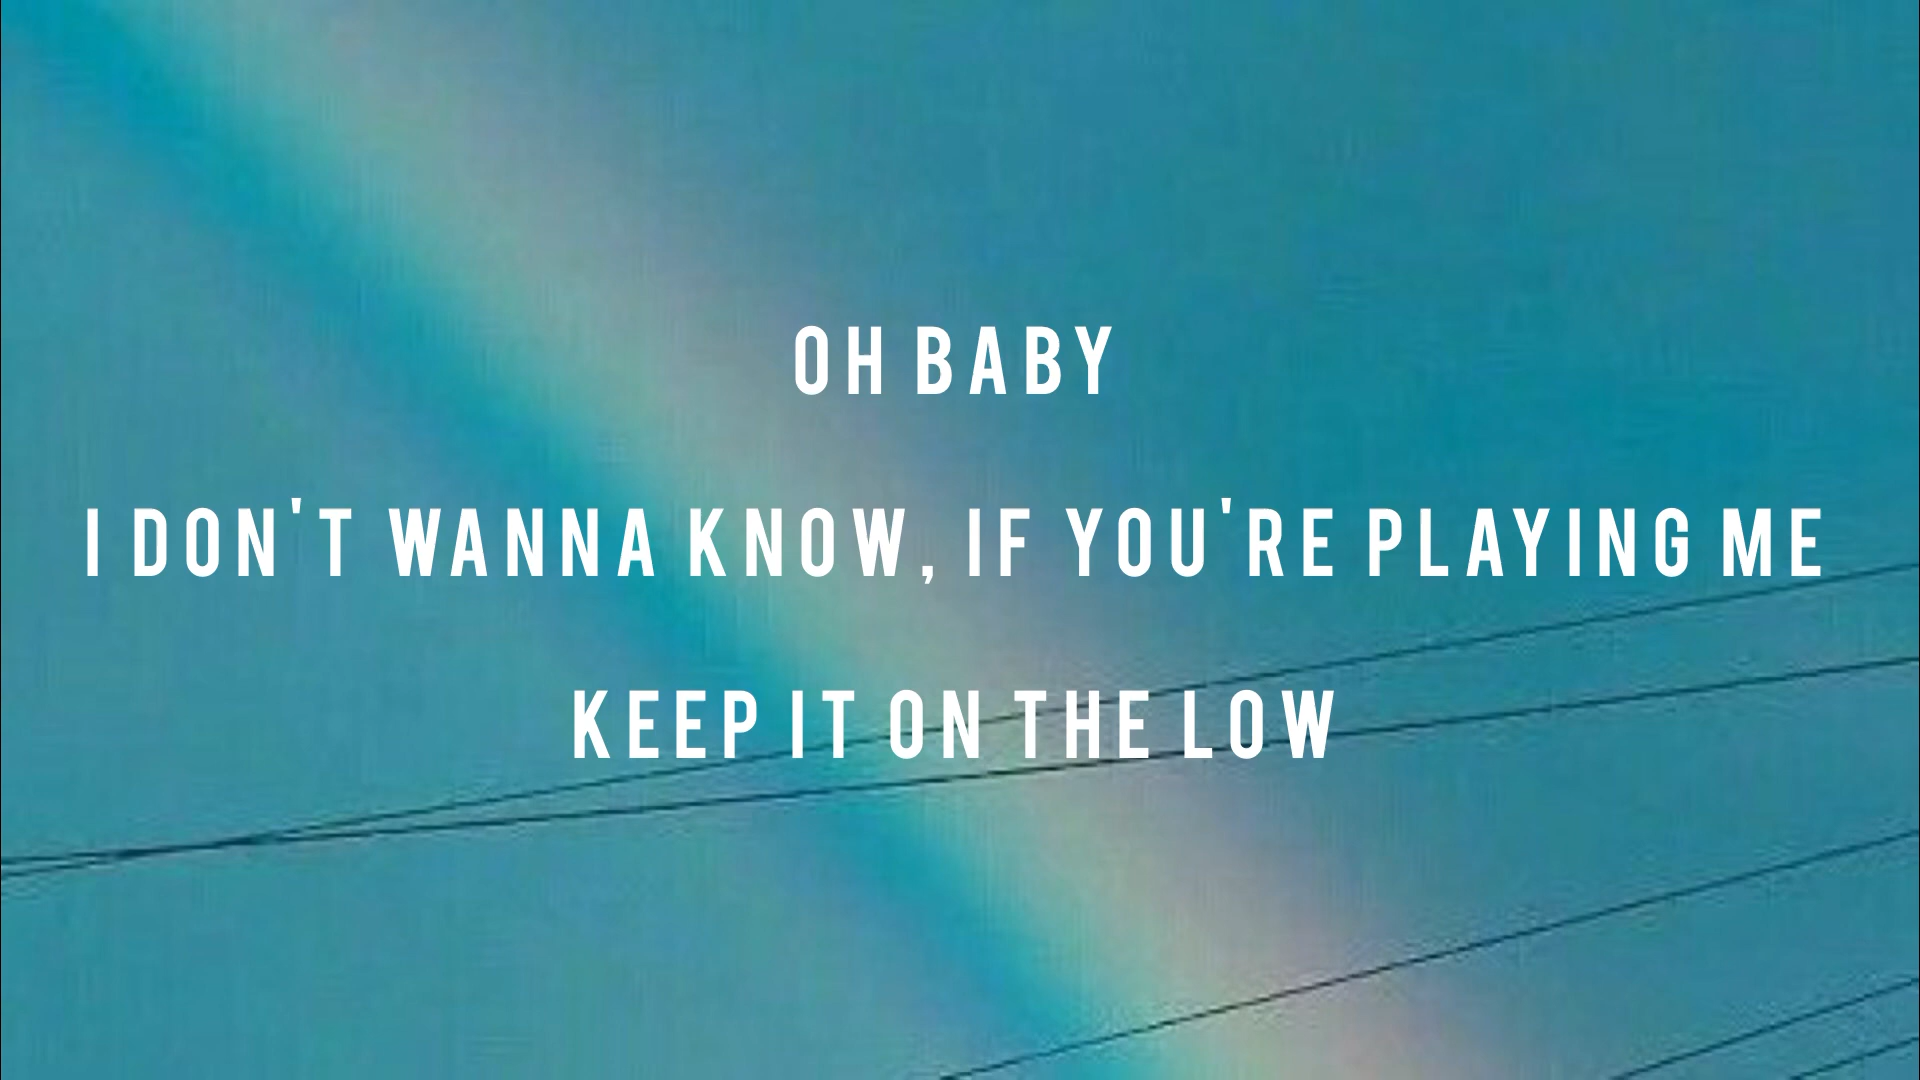 OH BABY
I DON'T WANNA KNOW, IF YOU'RE PLAYING ME
KEEP IT ON THE LOW